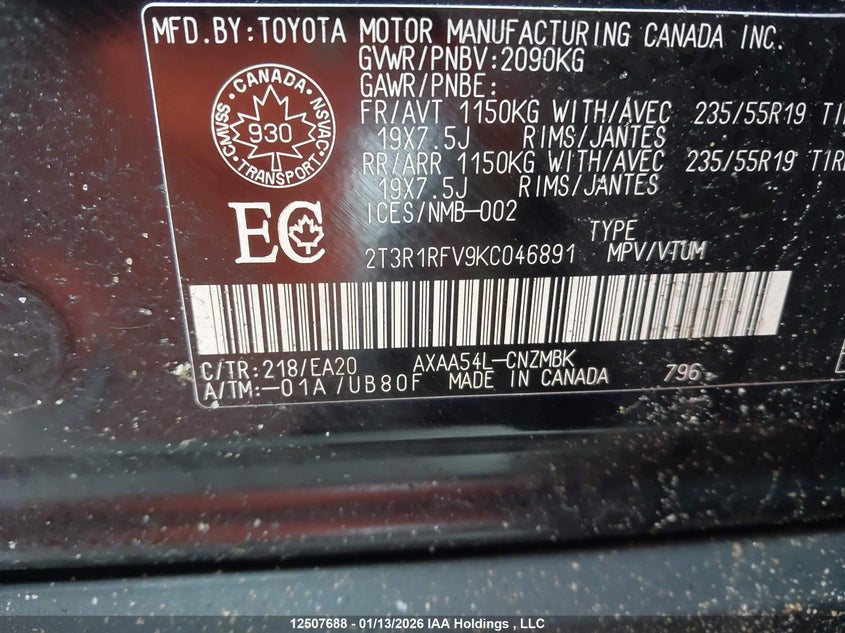 MFD.BY:TOYOTA MOTOR MANUFACTURING CANADA INC.
GVWR/PNBV:2090KG
GAWR/PNBE:
FR/AVT 1150KG WITH/AVEC 235/55R19
19X7.5J RIMS/JANTES
RR/ARR 1150KG WITH/AVEC 235/55R19
19X7.5J RIMS/JANTES
ICES/NMB-002
CANADA
CMVSS/NSVAC
930
TRANSPORT
EC
TYPE
2T3R1RFV9KC046891 MPV/VTUM
C/TR:218/EA20 AXAA54L-CNZMBK
A/TM:-01A/UB80F MADE IN CANADA 796
12507688 - 01/13/2026 IAA Holdings , LLC